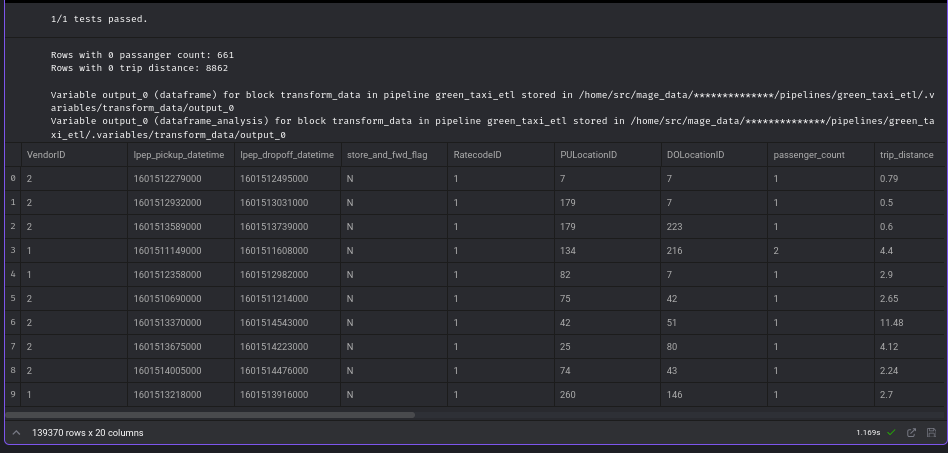 1/1 tests passed.
Rows with 0 passanger count: 661
Rows with 0 trip distance: 8862
Variable output_0 (dataframe) for block transform_data in pipeline green_taxi_etl stored in /home/src/mage_data/**************/pipelines/green_taxi_etl/.v
ariables/transform_data/output_0
Variable output_0 (dataframe_analysis) for block transform_data in pipeline green_taxi_etl stored in /home/src/mage_data/**************/pipelines/green_ta
xi_etl/.variables/transform_data/output_0
VendorID lpep_pickup_datetime lpep_dropoff_datetime store_and_fwd_flag RatecodeID PULocationID DOLocationID passenger_count trip_distance
0 2 1601512279000 1601512495000 N 1 7 7 1 0.79
1 2 1601512932000 1601513031000 N 1 179 7 1 0.5
2 2 1601513589000 1601513739000 N 1 179 223 1 0.6
3 1 1601511149000 1601511608000 N 1 134 216 2 4.4
4 1 1601512358000 1601512982000 N 1 82 7 1 2.9
5 2 1601510690000 1601511214000 N 1 75 42 1 2.65
6 2 1601513370000 1601514543000 N 1 42 51 1 11.48
7 2 1601513675000 1601514223000 N 1 25 80 1 4.12
8 2 1601514005000 1601514476000 N 1 74 43 1 2.24
9 1 1601513218000 1601513916000 N 1 260 146 1 2.7
139370 rows x 20 columns 1.169s